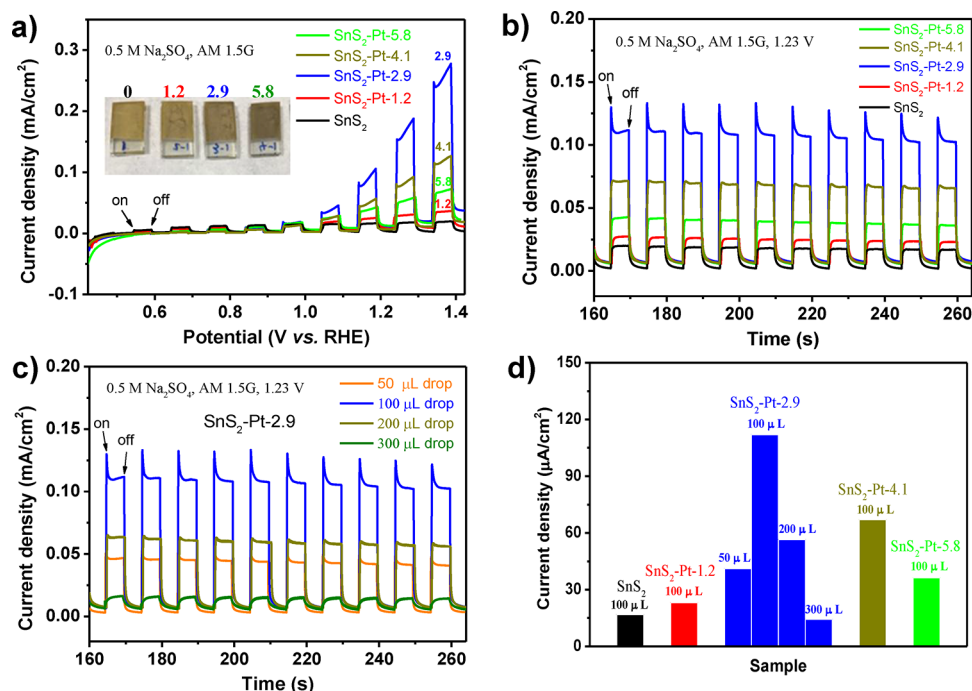 a)
0.5 M Na₂SO₄, AM 1.5G
SnS₂-Pt-5.8
SnS₂-Pt-4.1
SnS₂-Pt-2.9
SnS₂-Pt-1.2
SnS₂
0 1.2 2.9 5.8
on off
2.9
4.1
5.8
1.2
0.3
0.2
0.1
0.0
-0.1
Current density (mA/cm²)
0.6 0.8 1.0 1.2 1.4
Potential (V vs. RHE)
b)
0.5 M Na₂SO₄, AM 1.5G, 1.23 V
SnS₂-Pt-5.8
SnS₂-Pt-4.1
SnS₂-Pt-2.9
SnS₂-Pt-1.2
SnS₂
on off
0.20
0.15
0.10
0.05
0.00
Current density (mA/cm²)
160 180 200 220 240 260
Time (s)
c)
0.5 M Na₂SO₄, AM 1.5G, 1.23 V
SnS₂-Pt-2.9
50 μL drop
100 μL drop
200 μL drop
300 μL drop
on off
0.20
0.15
0.10
0.05
0.00
Current density (mA/cm²)
160 180 200 220 240 260
Time (s)
d)
150
120
90
60
30
0
Current density (μA/cm²)
SnS₂
100 μ L
SnS₂-Pt-1.2
100 μ L
SnS₂-Pt-2.9
50 μ L
100 μ L
200 μ L
300 μ L
SnS₂-Pt-4.1
100 μ L
SnS₂-Pt-5.8
100 μ L
Sample